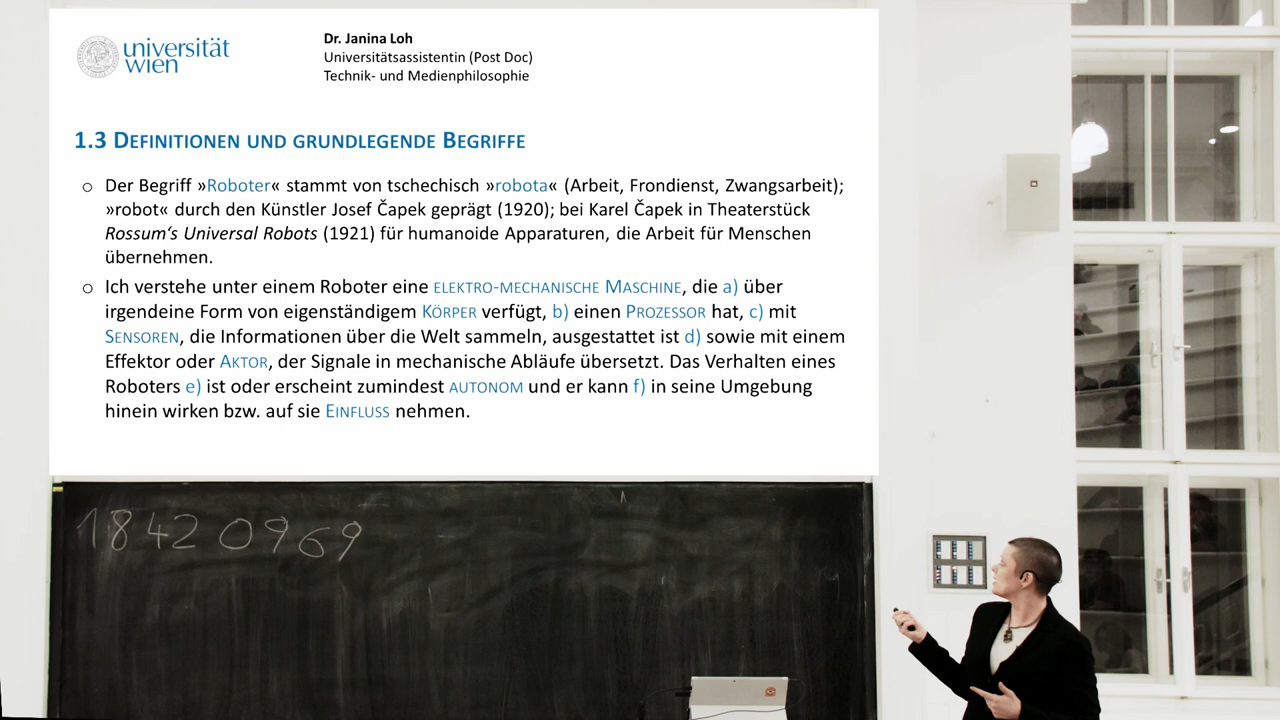 universität
wien
Dr. Janina Loh
Universitätsassistentin (Post Doc)
Technik- und Medienphilosophie
1.3 Definitionen und grundlegende Begriffe
○ Der Begriff »Roboter« stammt von tschechisch »robota« (Arbeit, Frondienst, Zwangsarbeit);
»robot« durch den Künstler Josef Čapek geprägt (1920); bei Karel Čapek in Theaterstück
Rossum‘s Universal Robots (1921) für humanoide Apparaturen, die Arbeit für Menschen
übernehmen.
○ Ich verstehe unter einem Roboter eine elektro-mechanische Maschine, die a) über
irgendeine Form von eigenständigem Körper verfügt, b) einen Prozessor hat, c) mit
Sensoren, die Informationen über die Welt sammeln, ausgestattet ist d) sowie mit einem
Effektor oder Aktor, der Signale in mechanische Abläufe übersetzt. Das Verhalten eines
Roboters e) ist oder erscheint zumindest autonom und er kann f) in seine Umgebung
hinein wirken bzw. auf sie Einfluss nehmen.
18420969